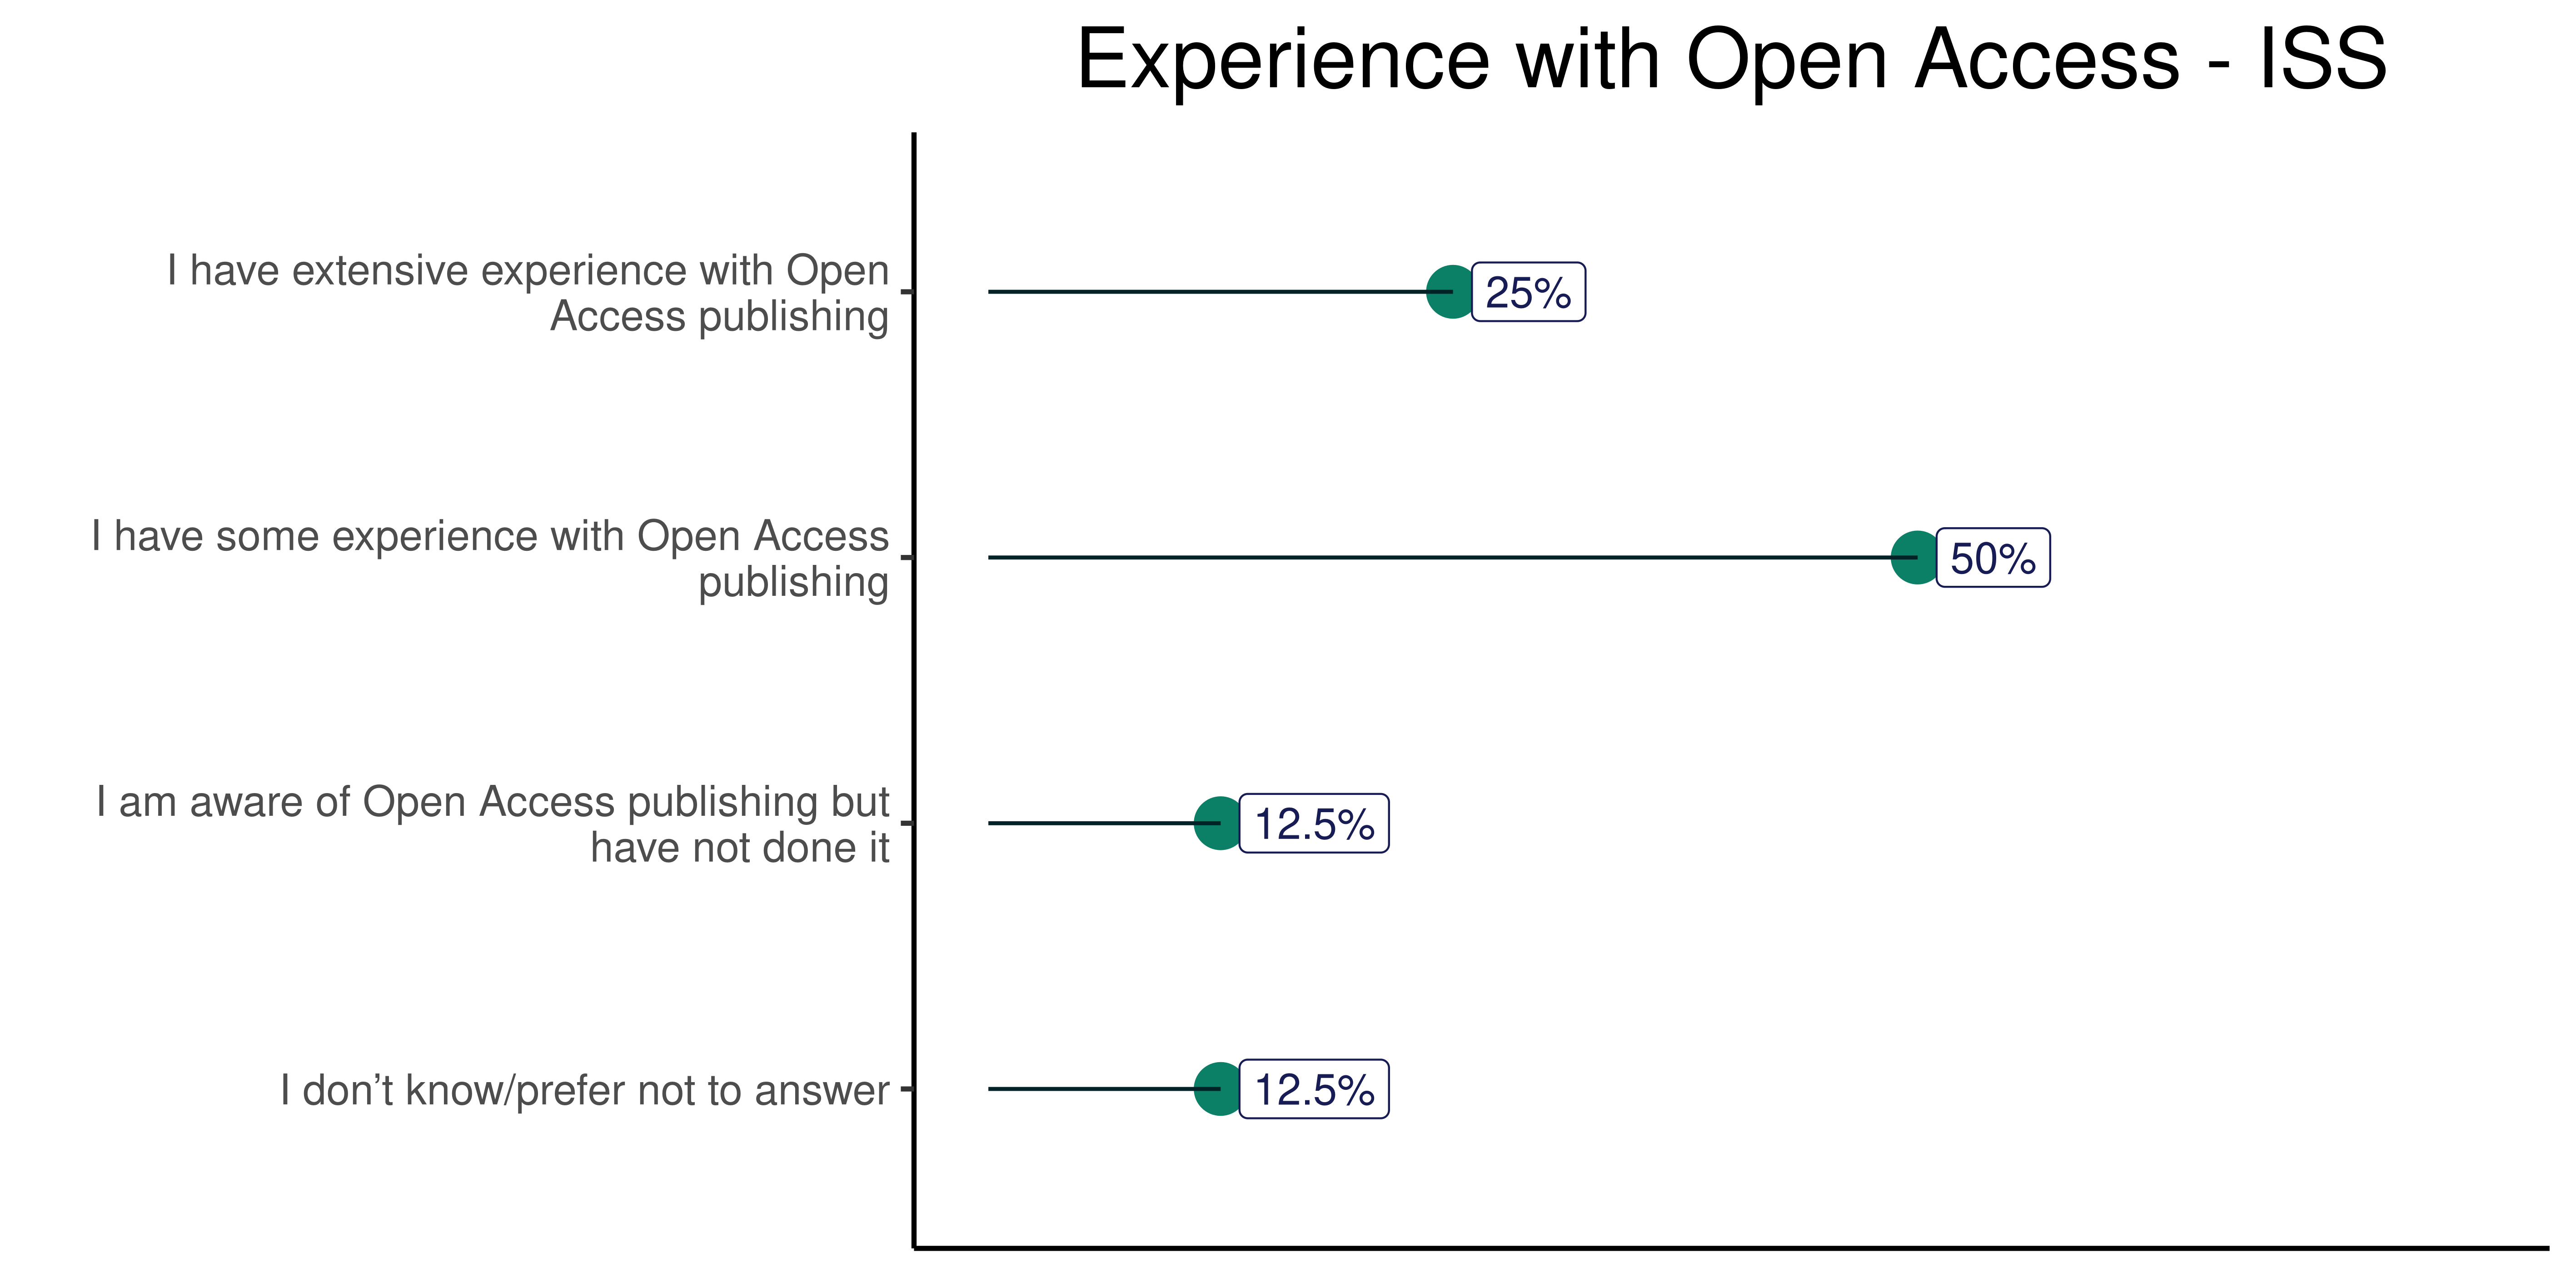 Experience with Open Access - ISS
I have extensive experience with Open
Access publishing
25%
I have some experience with Open Access
publishing
50%
I am aware of Open Access publishing but
have not done it
12.5%
I don’t know/prefer not to answer
12.5%